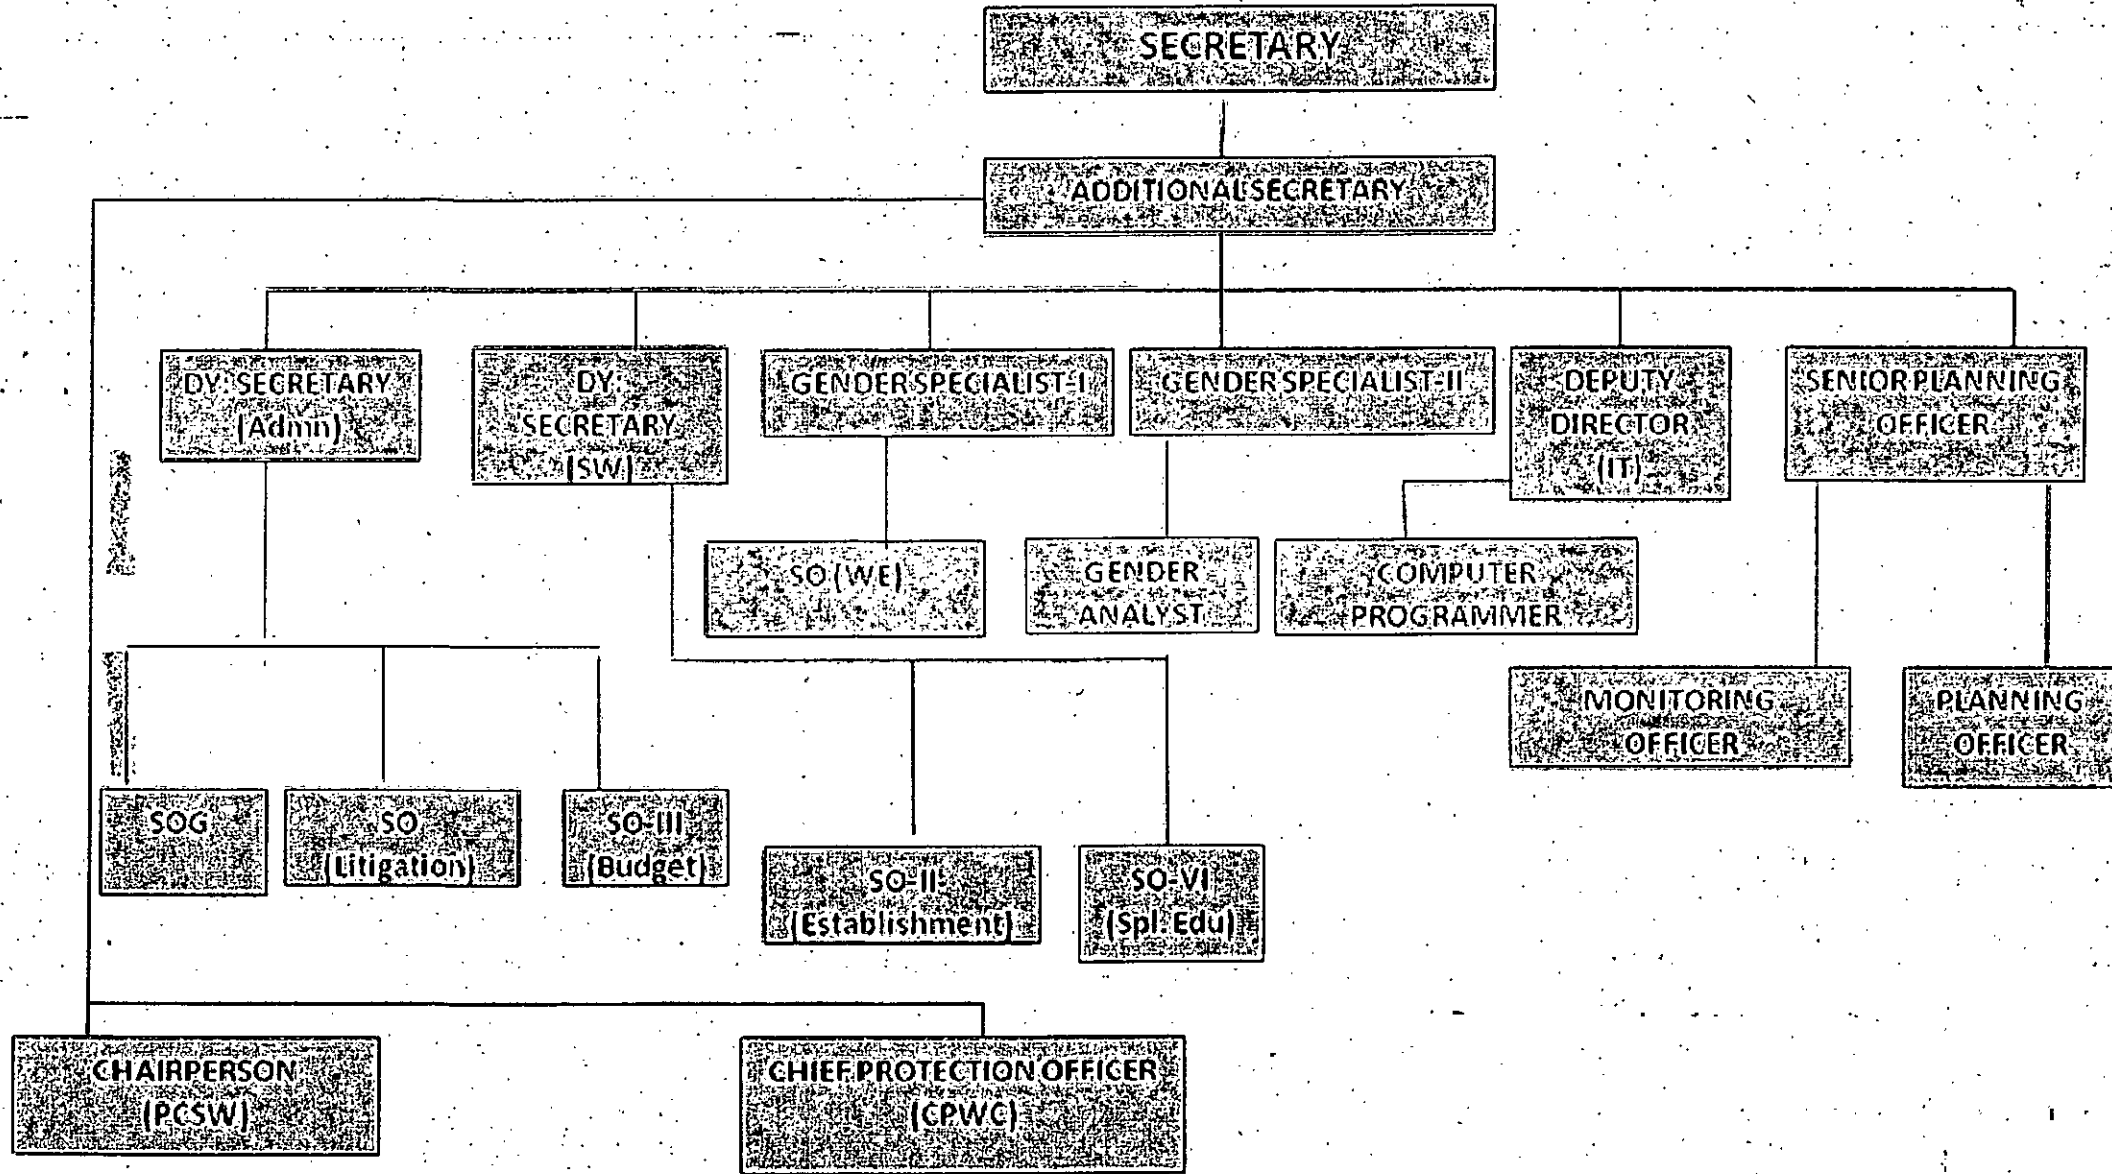 SECRETARY
ADDITIONAL SECRETARY
DY: SECRETARY
(Admn)
DY:
SECRETARY
(SW)
GENDER SPECIALIST-I
GENDER SPECIALIST-II
DEPUTY
DIRECTOR
(IT)
SENIOR PLANNING
OFFICER
SO (WE)
GENDER
ANALYST
COMPUTER
PROGRAMMER
MONITORING
OFFICER
PLANNING
OFFICER
SOG
SO
(Litigation)
SO-III
(Budget)
SO-II
(Establishment)
SO-VI
(Spl. Edu)
CHAIRPERSON
(PCSW)
CHIEF PROTECTION OFFICER
(CPWC)